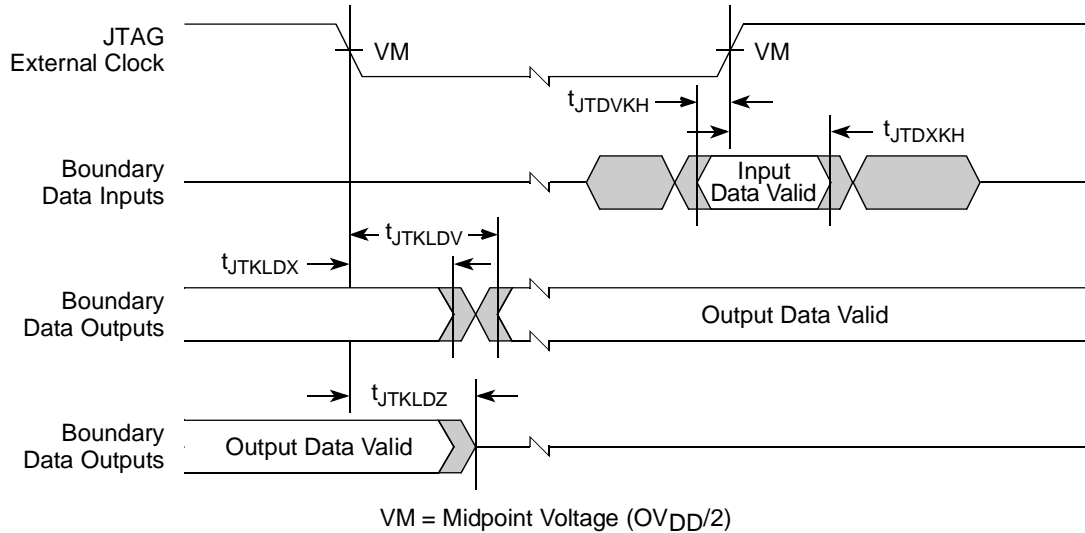 JTAG
External Clock
VM
VM
tJTDVKH
tJTDXKH
Boundary
Data Inputs
Input
Data Valid
tJTKLDV
tJTKLDX
Boundary
Data Outputs
Output Data Valid
tJTKLDZ
Boundary
Data Outputs
Output Data Valid
VM = Midpoint Voltage (OVDD/2)